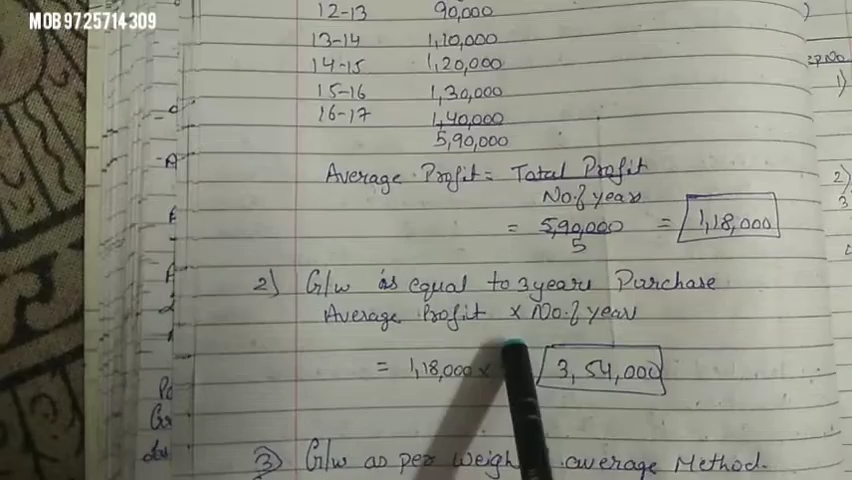 MOB 9725714309
12-13 90,000
13-14 1,10,000
14-15 1,20,000
15-16 1,30,000
16-17 1,40,000
5,90,000
Average Profit = Total Profit
No. of years
= 5,90,000 = 1,18,000
5
2) G/w is equal to 3 years Purchase
Average Profit × No. of year
= 1,18,000 × 3,54,000
3) G/w as per weigh average Method.